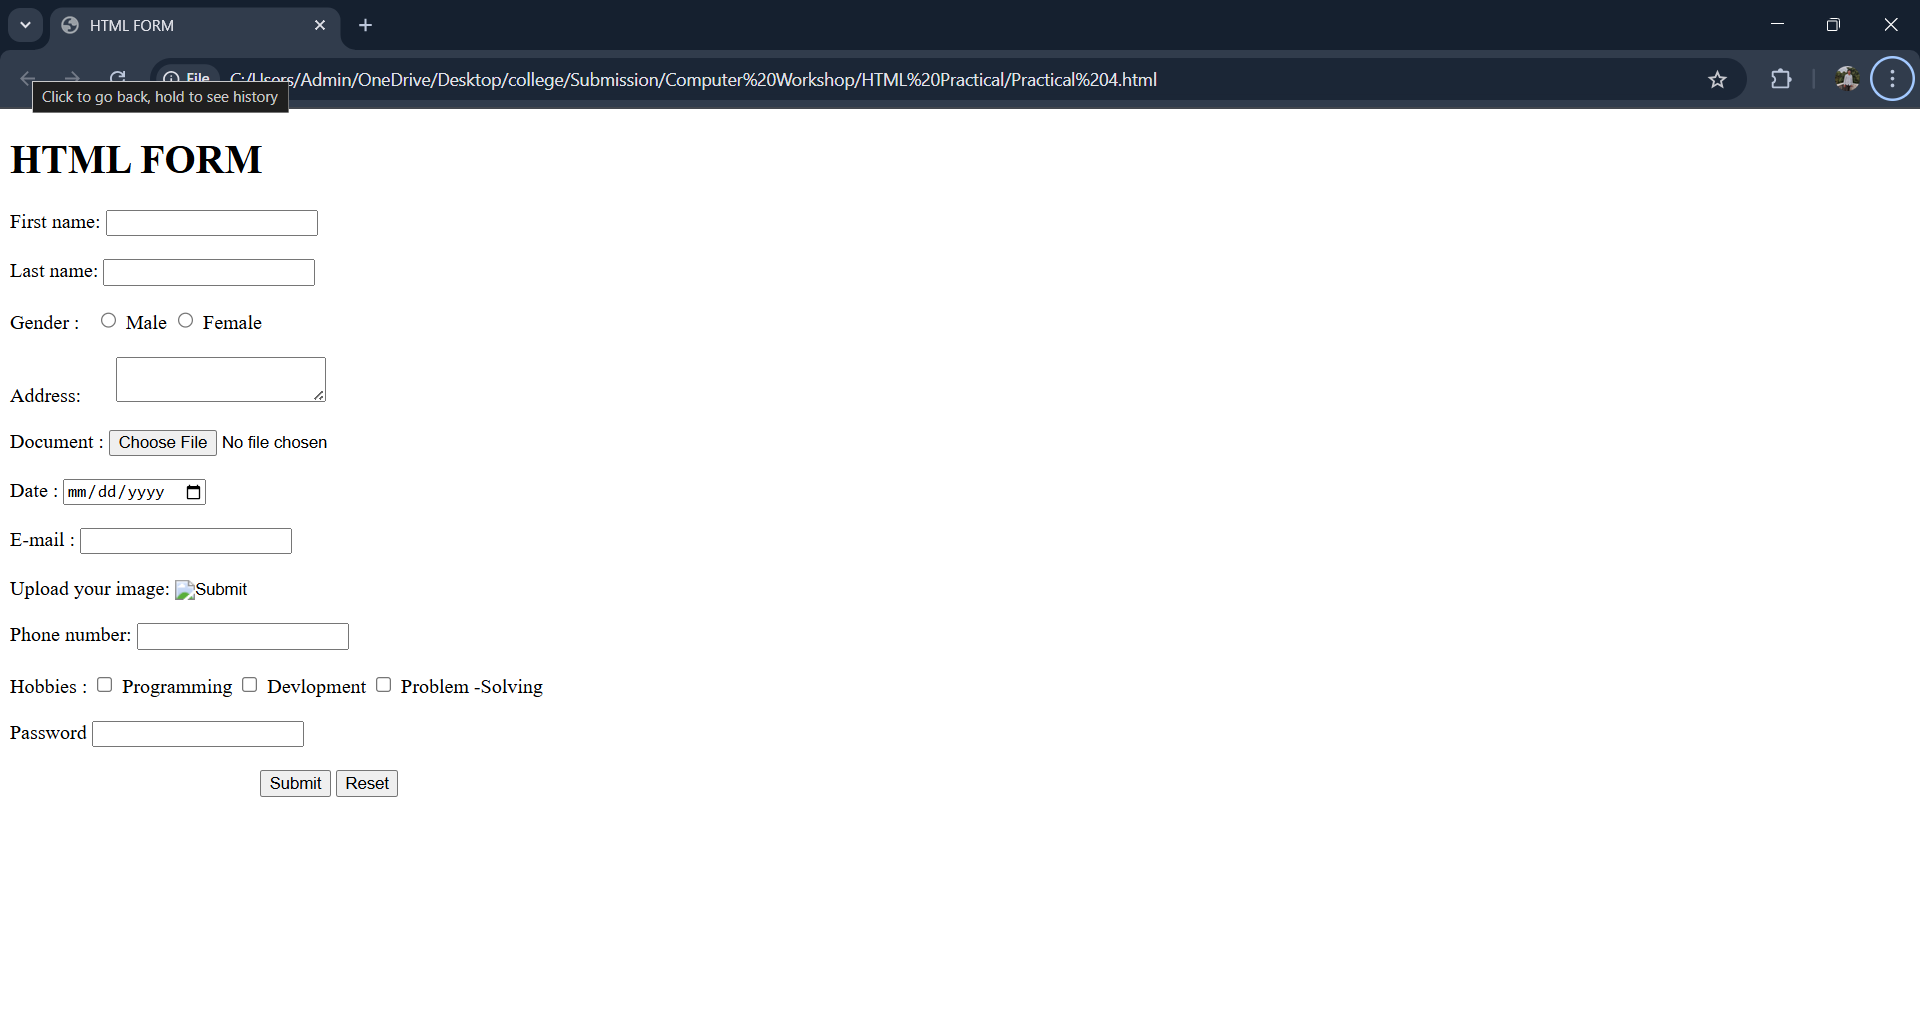 HTML FORM
File C:/Users/Admin/OneDrive/Desktop/college/Submission/Computer%20Workshop/HTML%20Practical/Practical%204.html
Click to go back, hold to see history
HTML FORM
First name:
Last name:
Gender : Male Female
Address:
Document : Choose File No file chosen
Date : mm/dd/yyyy
E-mail :
Upload your image: Submit
Phone number:
Hobbies : Programming Devlopment Problem -Solving
Password
Submit Reset